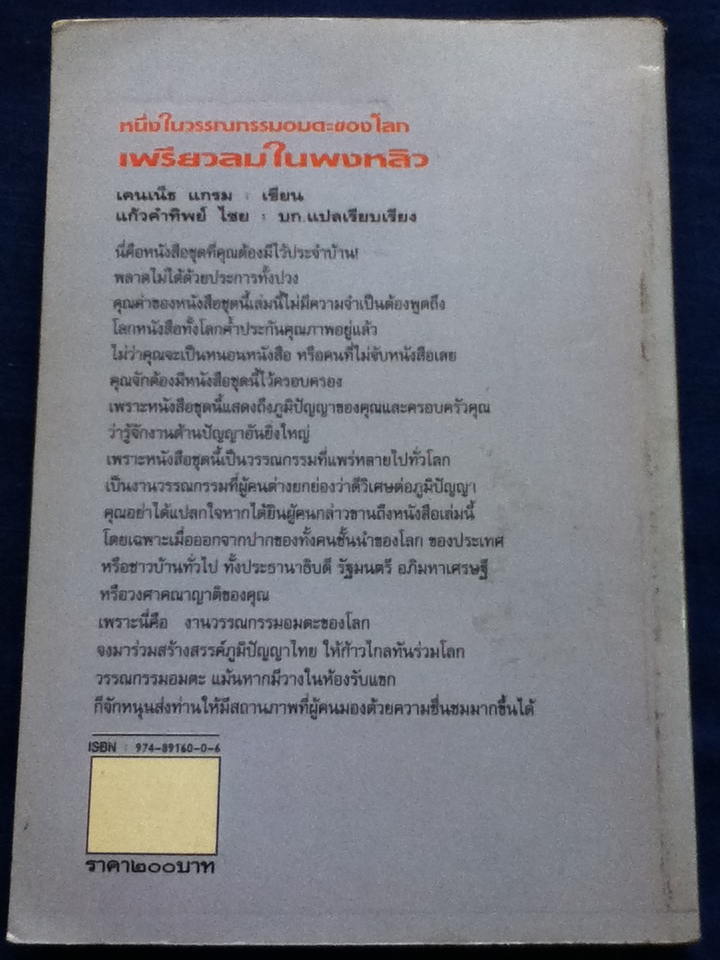 หนึ่งในวรรณกรรมอมตะของโลก
เพรียวลมในพงหลิว
เคนเน็ธ แกรม : เขียน
แก้วคำทิพย์ ไชย : บก.แปลเรียบเรียง
นี่คือหนังสือชุดที่คุณต้องมีไว้ประจำบ้าน!
พลาดไม่ได้ด้วยประการทั้งปวง
คุณค่าของหนังสือชุดนี้เล่มนี้ไม่มีความจำเป็นต้องพูดถึง
โลกหนังสือทั้งโลกค้ำประกันคุณภาพอยู่แล้ว
ไม่ว่าคุณจะเป็นหนอนหนังสือ หรือคนที่ไม่จับหนังสือเลย
คุณจักต้องมีหนังสือชุดนี้ไว้ครอบครอง
เพราะหนังสือชุดนี้แสดงถึงภูมิปัญญาของคุณและครอบครัวคุณ
ว่ารู้จักงานด้านปัญญาอันยิ่งใหญ่
เพราะหนังสือชุดนี้เป็นวรรณกรรมที่แพร่หลายไปทั่วโลก
เป็นงานวรรณกรรมที่ผู้คนต่างยกย่องว่าดีวิเศษต่อภูมิปัญญา
คุณอย่าได้แปลกใจหากได้ยินผู้คนกล่าวขานถึงหนังสือเล่มนี้
โดยเฉพาะเมื่อออกจากปากของทั้งคนชั้นนำของโลก ของประเทศ
หรือชาวบ้านทั่วไป ทั้งประธานาธิบดี รัฐมนตรี อภิมหาเศรษฐี
หรือวงศาคณาญาติของคุณ
เพราะนี่คือ งานวรรณกรรมอมตะของโลก
จงมาร่วมสร้างสรรค์ภูมิปัญญาไทย ให้ก้าวไกลทันร่วมโลก
วรรณกรรมอมตะ แม้นหากมีวางในห้องรับแขก
ก็จักหนุนส่งท่านให้มีสถานภาพที่ผู้คนมองด้วยความชื่นชมมากขึ้นได้
ISBN : 974-89160-0-6
ราคา๒๐๐บาท